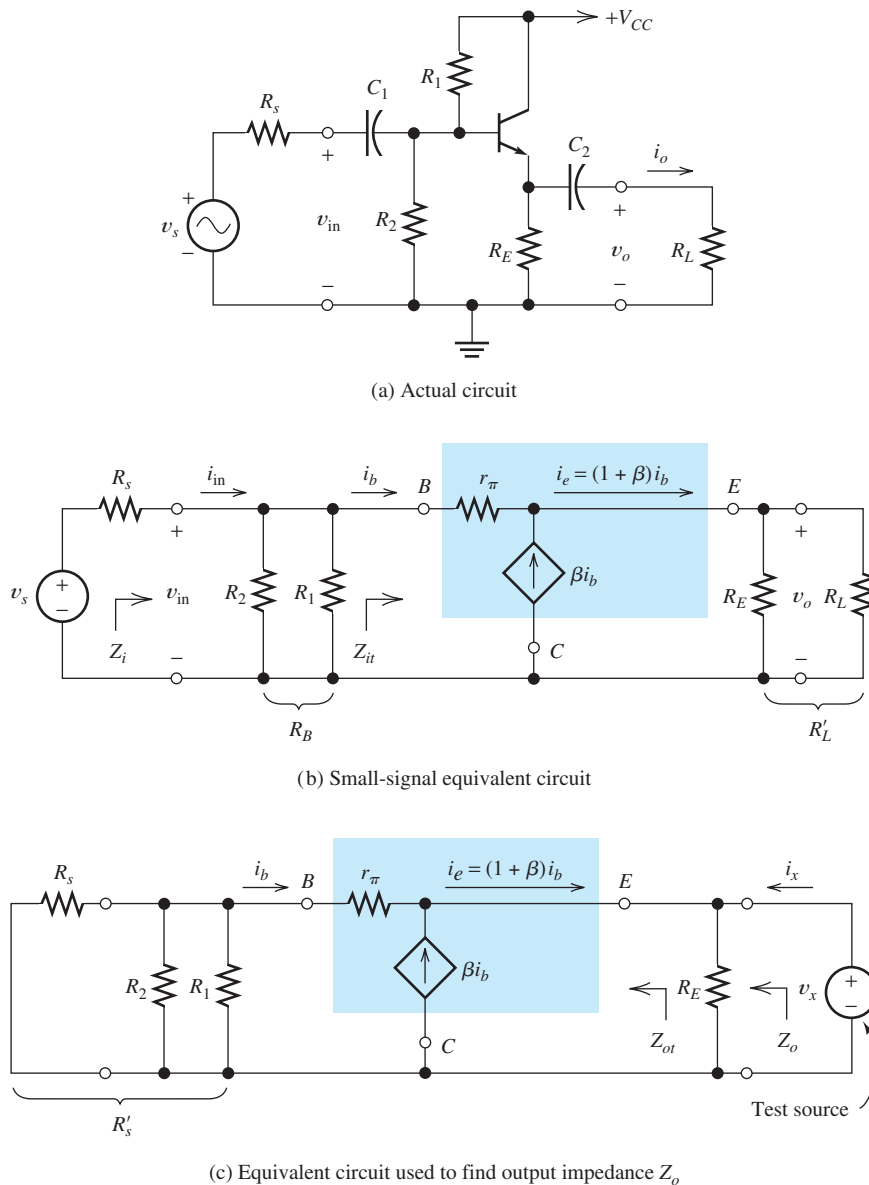 +V_CC
R_1
C_1
R_s
C_2
i_o
+ +
v_s v_in R_2 R_E v_o R_L
− − −
(a) Actual circuit
R_s i_in i_b B r_π i_e = (1 + β)i_b E
+ +
v_s + − v_in R_2 R_1 βi_b R_E v_o R_L
Z_i Z_it
− C −
R_B R′_L
(b) Small-signal equivalent circuit
R_s i_b B r_π i_e = (1 + β)i_b E i_x
R_2 R_1 βi_b R_E v_x + −
C Z_ot Z_o
R′_s Test source
(c) Equivalent circuit used to find output impedance Z_o